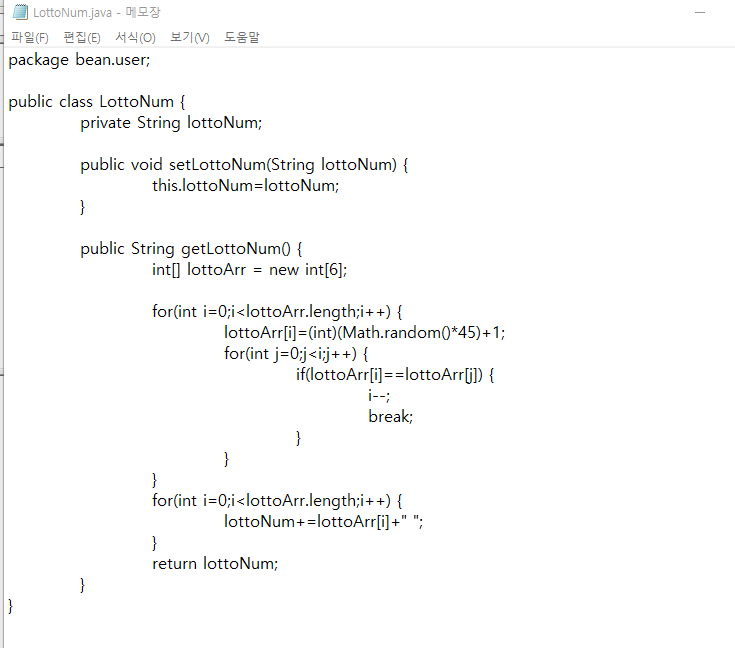 LottoNum.java - 메모장
파일(F) 편집(E) 서식(O) 보기(V) 도움말
package bean.user;
public class LottoNum {
private String lottoNum;
public void setLottoNum(String lottoNum) {
this.lottoNum=lottoNum;
}
public String getLottoNum() {
int[] lottoArr = new int[6];
for(int i=0;i<lottoArr.length;i++) {
lottoArr[i]=(int)(Math.random()*45)+1;
for(int j=0;j<i;j++) {
if(lottoArr[i]==lottoArr[j]) {
i--;
break;
}
}
}
for(int i=0;i<lottoArr.length;i++) {
lottoNum+=lottoArr[i]+" ";
}
return lottoNum;
}
}